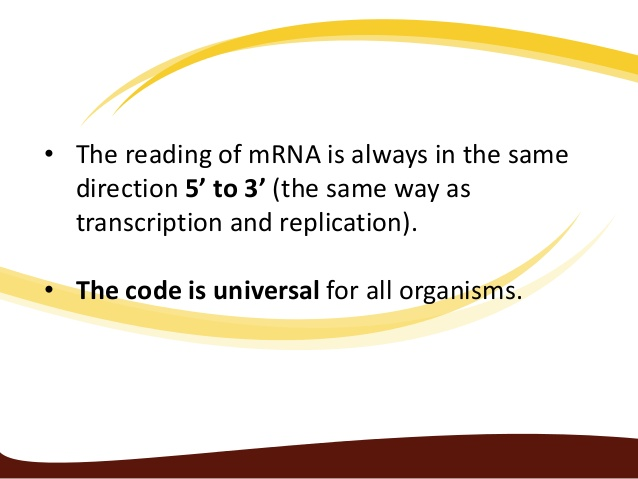 • The reading of mRNA is always in the same
direction 5’ to 3’ (the same way as
transcription and replication).
• The code is universal for all organisms.